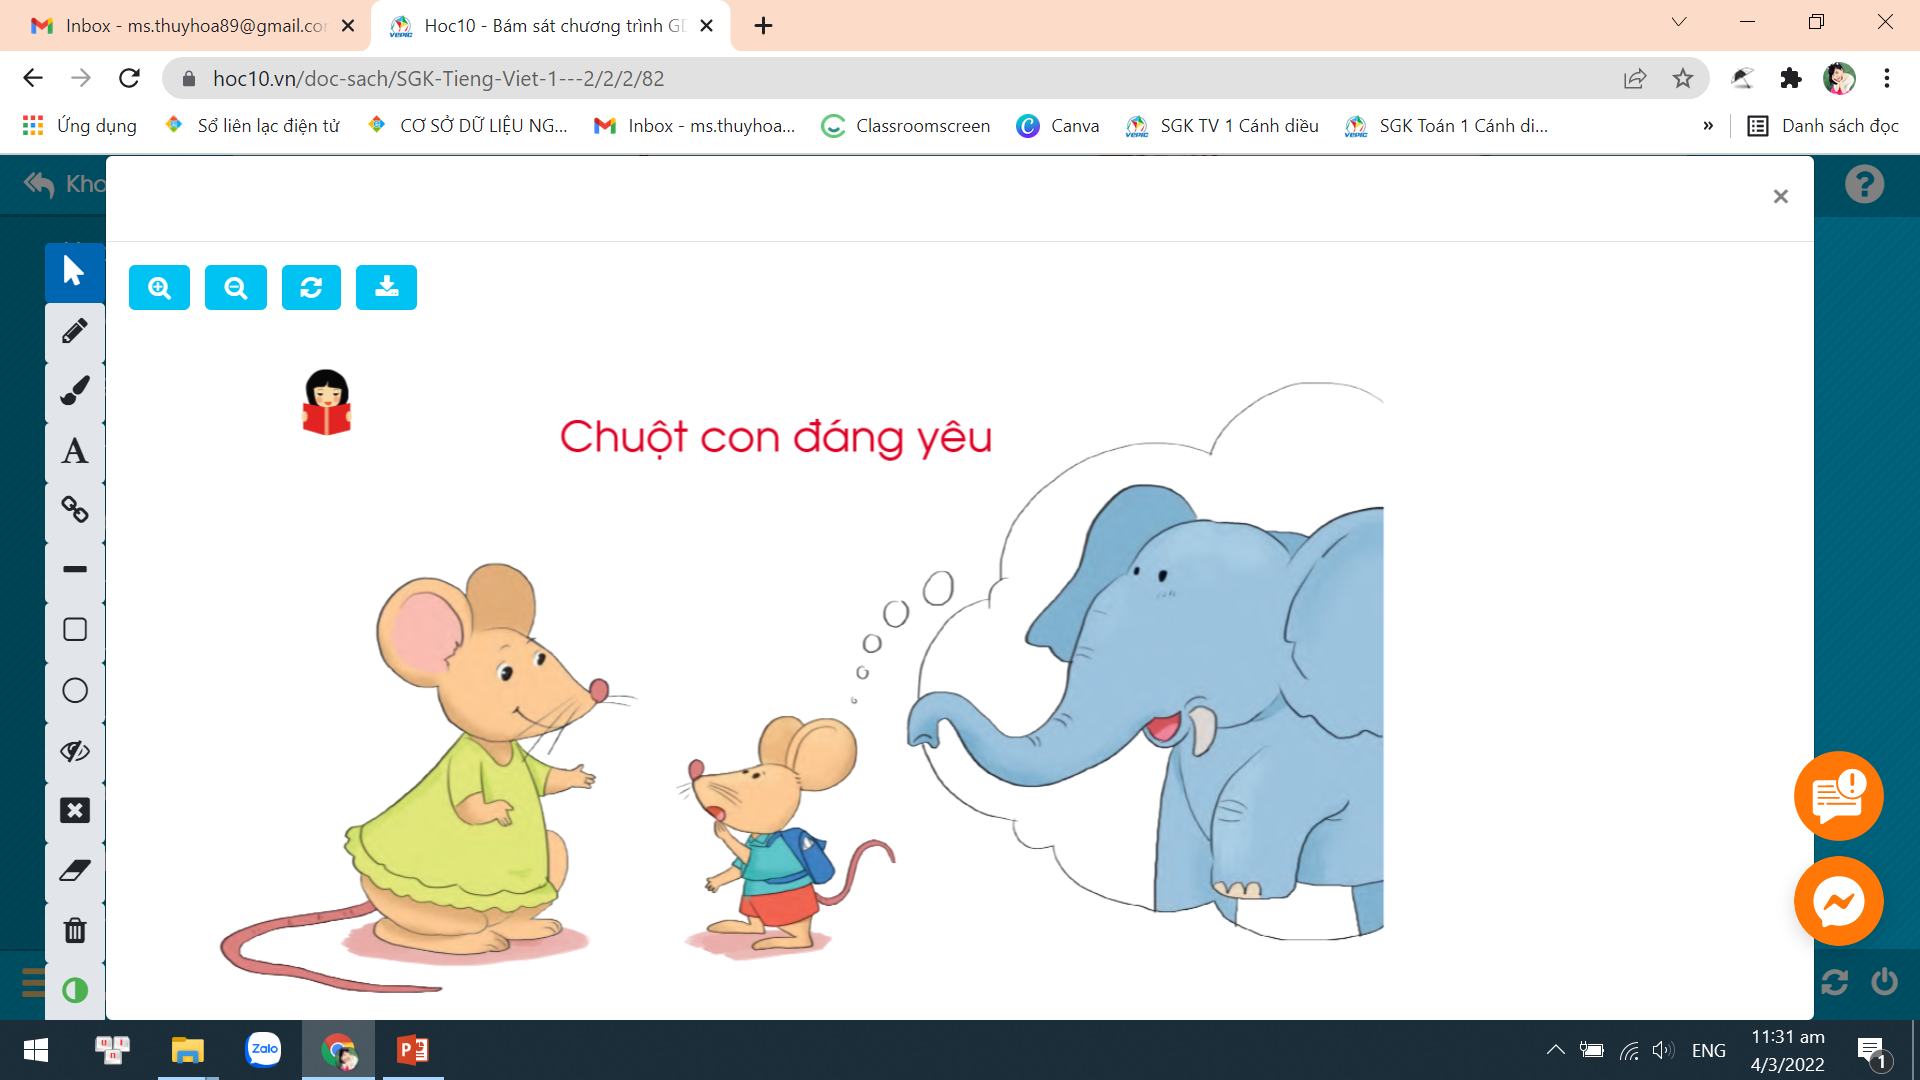 Inbox - ms.thuyhoa89@gmail.co
Hoc10 - Bám sát chương trình GD
hoc10.vn/doc-sach/SGK-Tieng-Viet-1---2/2/2/82
Ứng dụng
Sổ liên lạc điện tử
CƠ SỞ DỮ LIỆU NG...
Inbox - ms.thuyhoa...
Classroomscreen
Canva
SGK TV 1 Cánh diều
SGK Toán 1 Cánh di...
»
Danh sách đọc
Kho
Chuột con đáng yêu
A
Zalo
ENG
11:31 am
4/3/2022
1